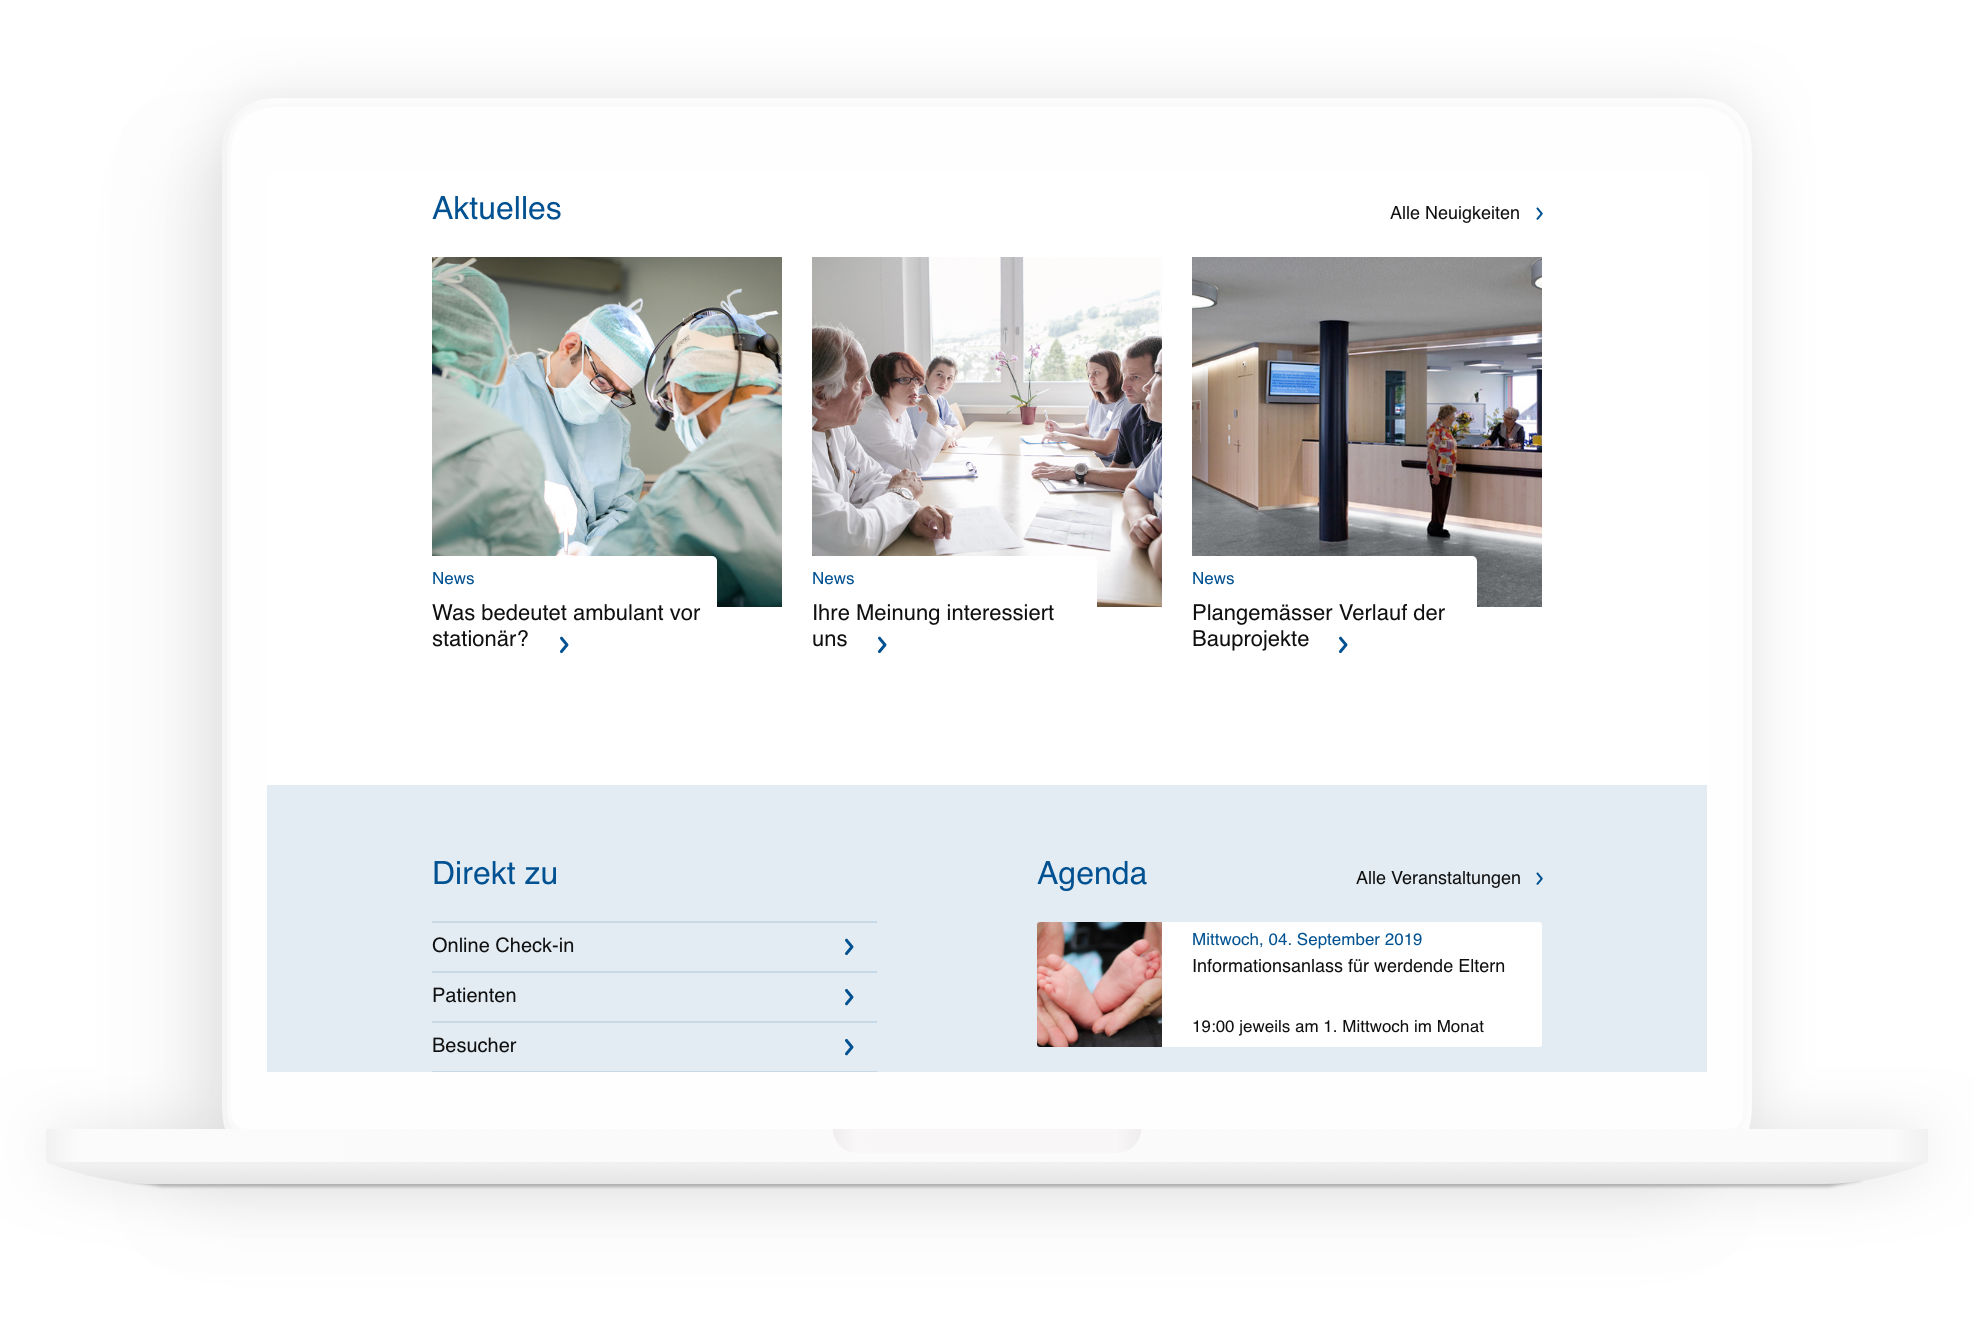 Aktuelles
Alle Neuigkeiten
News
Was bedeutet ambulant vor
stationär?
News
Ihre Meinung interessiert
uns
News
Plangemässer Verlauf der
Bauprojekte
Direkt zu
Online Check-in
Patienten
Besucher
Agenda
Alle Veranstaltungen
Mittwoch, 04. September 2019
Informationsanlass für werdende Eltern
19:00 jeweils am 1. Mittwoch im Monat